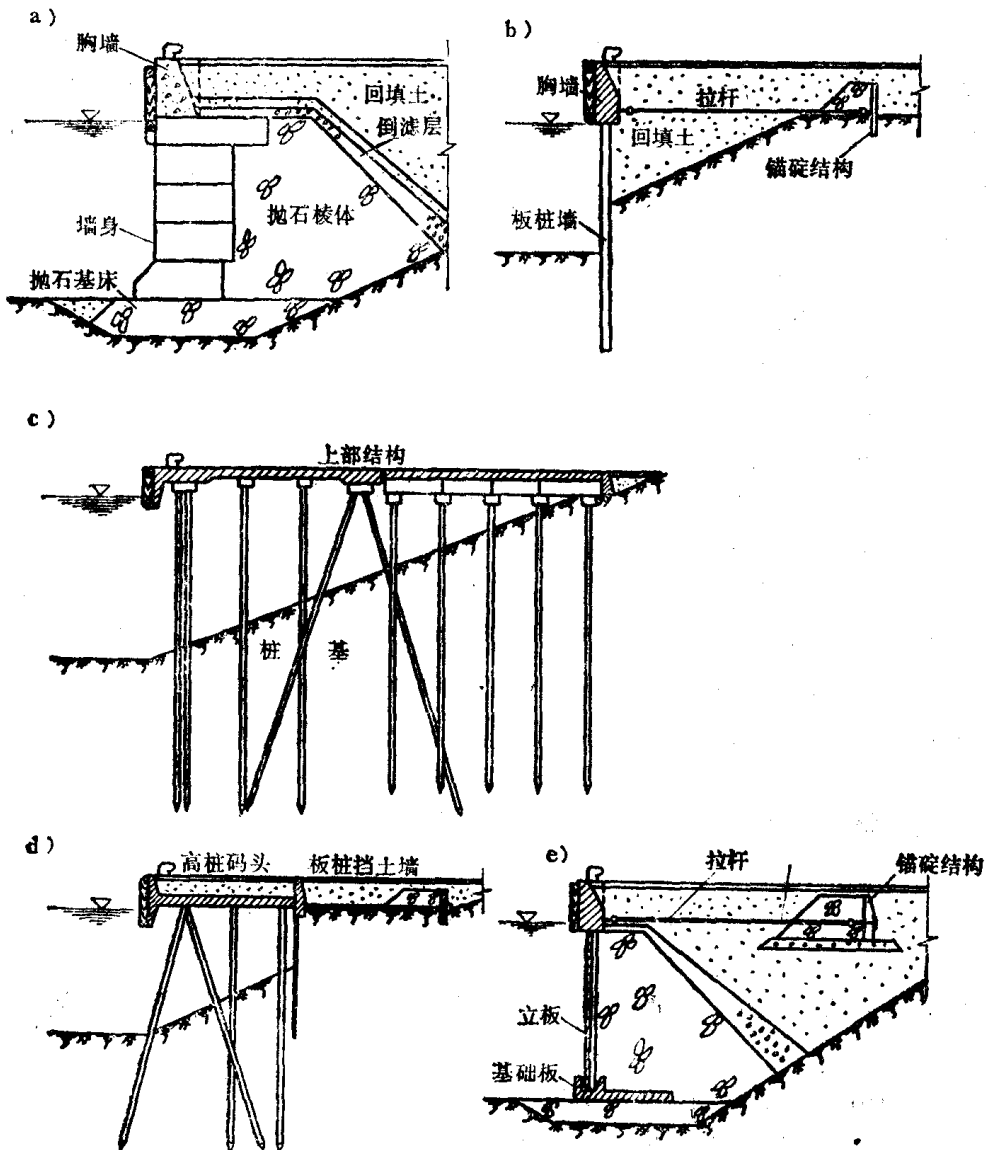 a)
胸墙
回填土
倒滤层
抛石棱体
墙身
抛石基床
b)
胸墙
拉杆
回填土
锚碇结构
板桩墙
c)
上部结构
桩 基
d)
高桩码头 板桩挡土墙
e)
拉杆
锚碇结构
立板
基础板